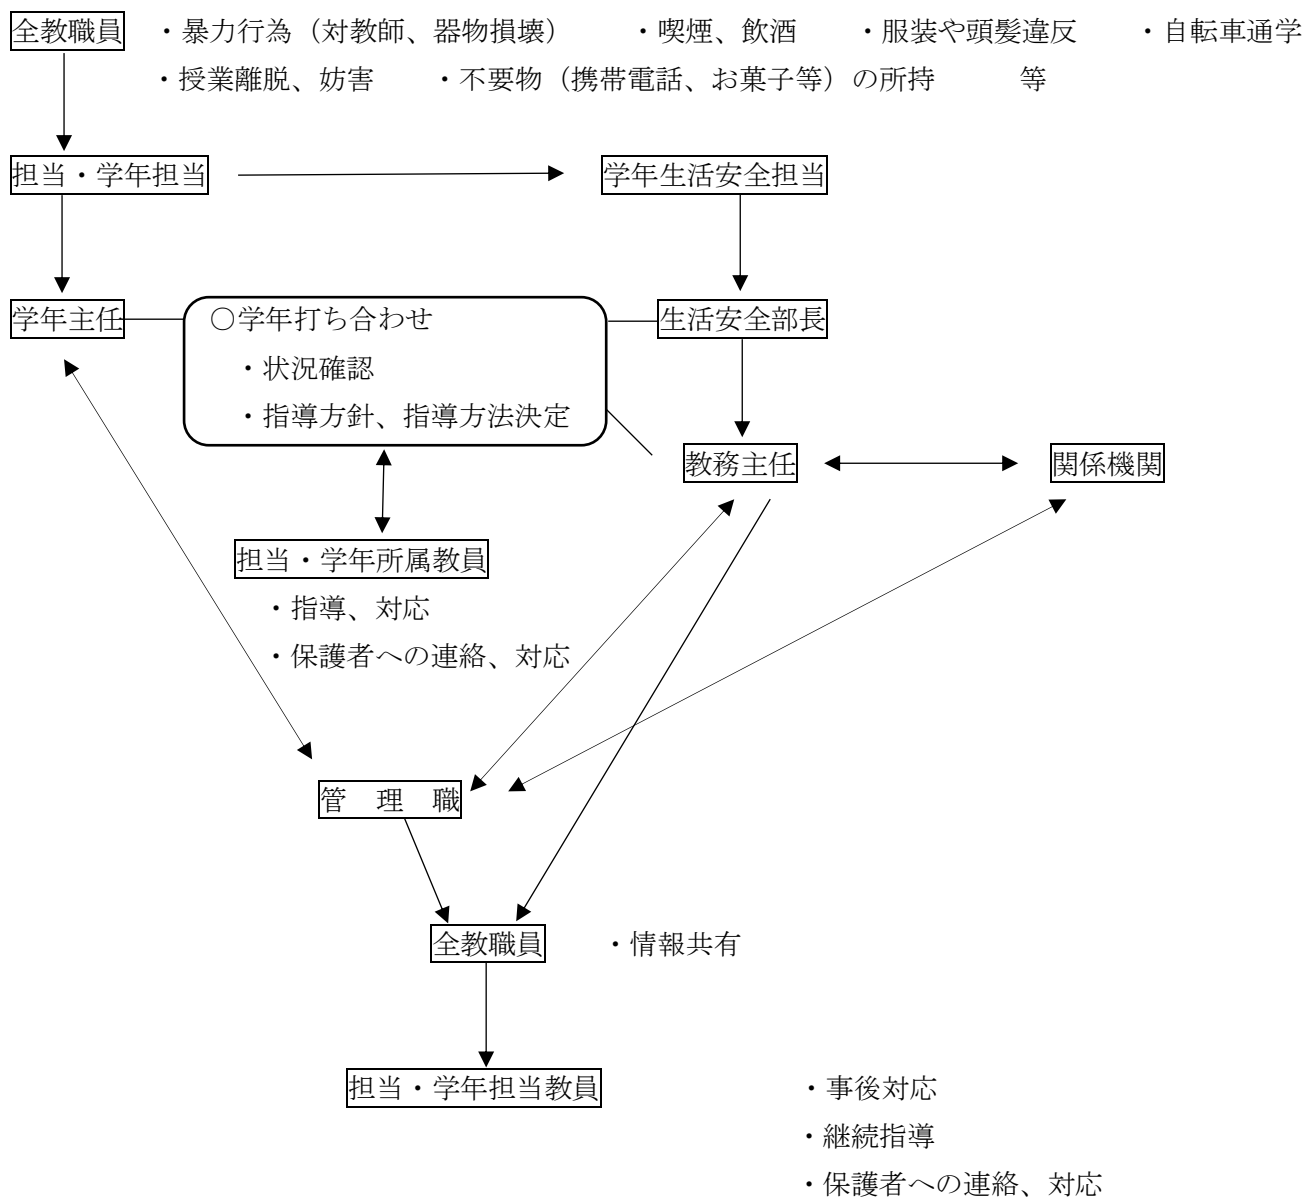 全教職員　・暴力行為（対教師、器物損壊）　・喫煙、飲酒　・服装や頭髪違反　・自転車通学
・授業離脱、妨害　・不要物（携帯電話、お菓子等）の所持　等
担当・学年担当　学年生活安全担当
学年主任　○学年打ち合わせ　生活安全部長
・状況確認
・指導方針、指導方法決定
教務主任　関係機関
担当・学年所属教員
・指導、対応
・保護者への連絡、対応
管　理　職
全教職員　・情報共有
担当・学年担当教員　・事後対応
・継続指導
・保護者への連絡、対応